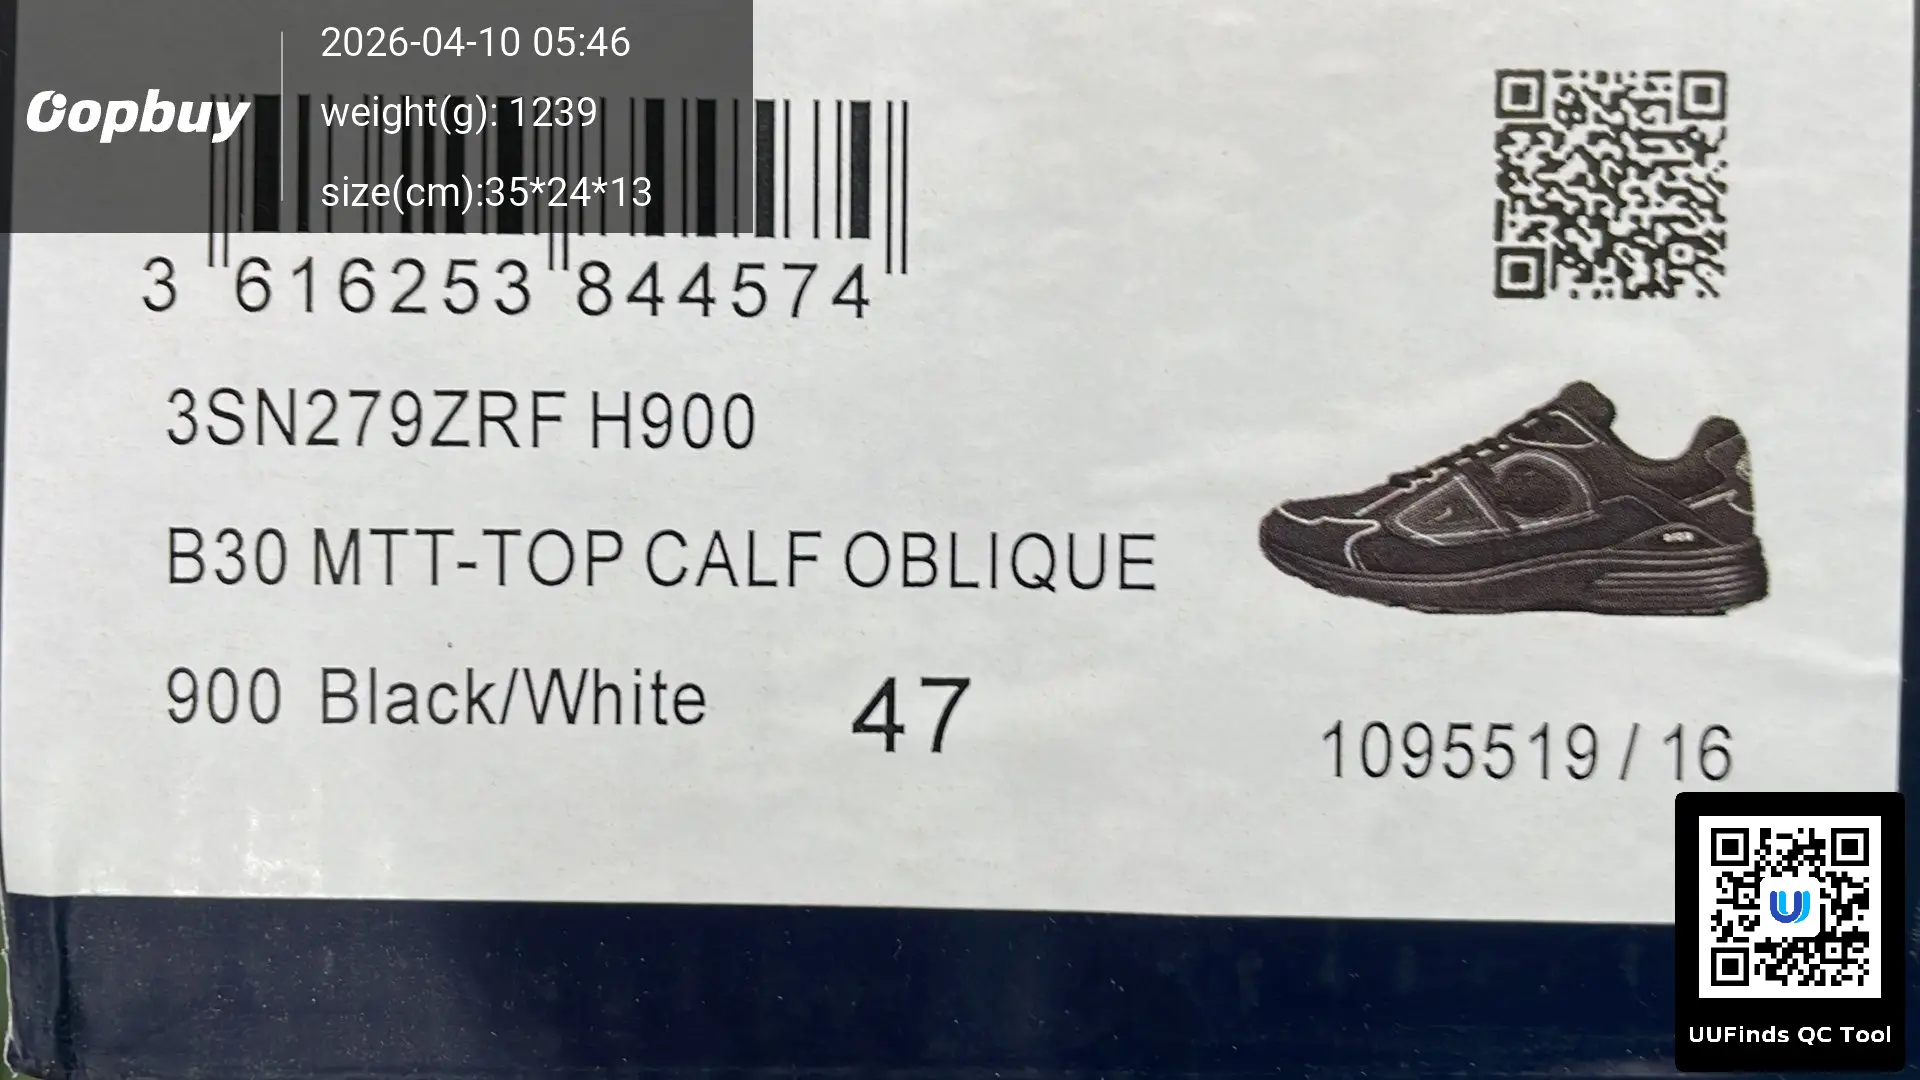 2026-04-10 05:46
oopbuy
weight(g): 1239
size(cm):35*24*13
3 616253 844574
3SN279ZRF H900
B30 MTT-TOP CALF OBLIQUE
900 Black/White 47
1095519 / 16
UUFinds QC Tool